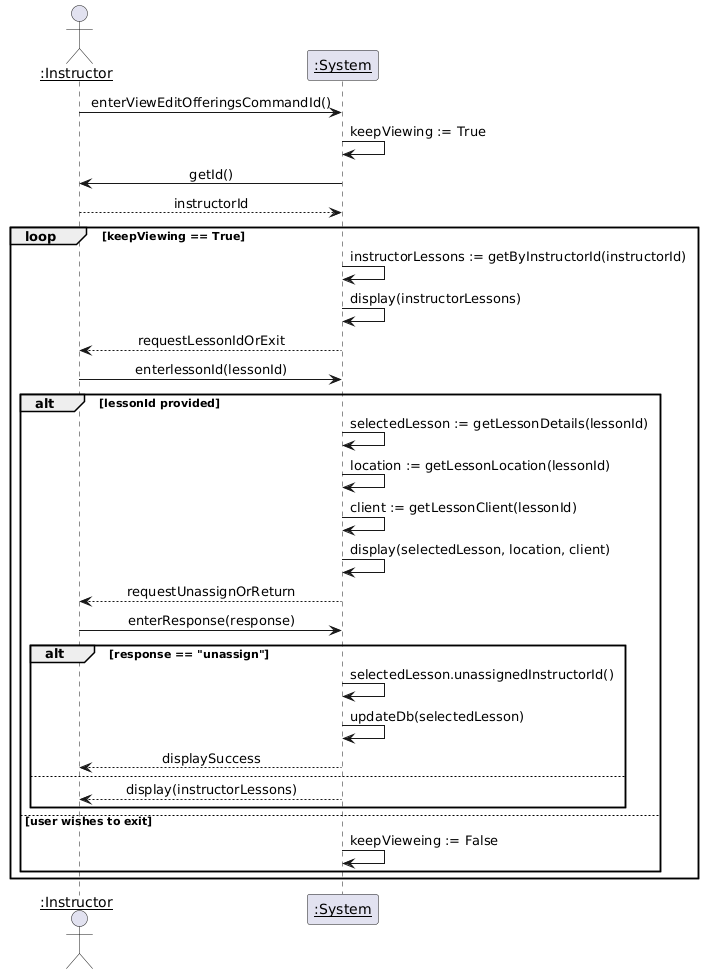 :Instructor
:System
enterViewEditOfferingsCommandId()
keepViewing := True
getId()
instructorId
loop [keepViewing == True]
instructorLessons := getByInstructorId(instructorId)
display(instructorLessons)
requestLessonIdOrExit
enterlessonId(lessonId)
alt [lessonId provided]
selectedLesson := getLessonDetails(lessonId)
location := getLessonLocation(lessonId)
client := getLessonClient(lessonId)
display(selectedLesson, location, client)
requestUnassignOrReturn
enterResponse(response)
alt [response == "unassign"]
selectedLesson.unassignedInstructorId()
updateDb(selectedLesson)
displaySuccess
display(instructorLessons)
[user wishes to exit]
keepVieweing := False
:Instructor
:System